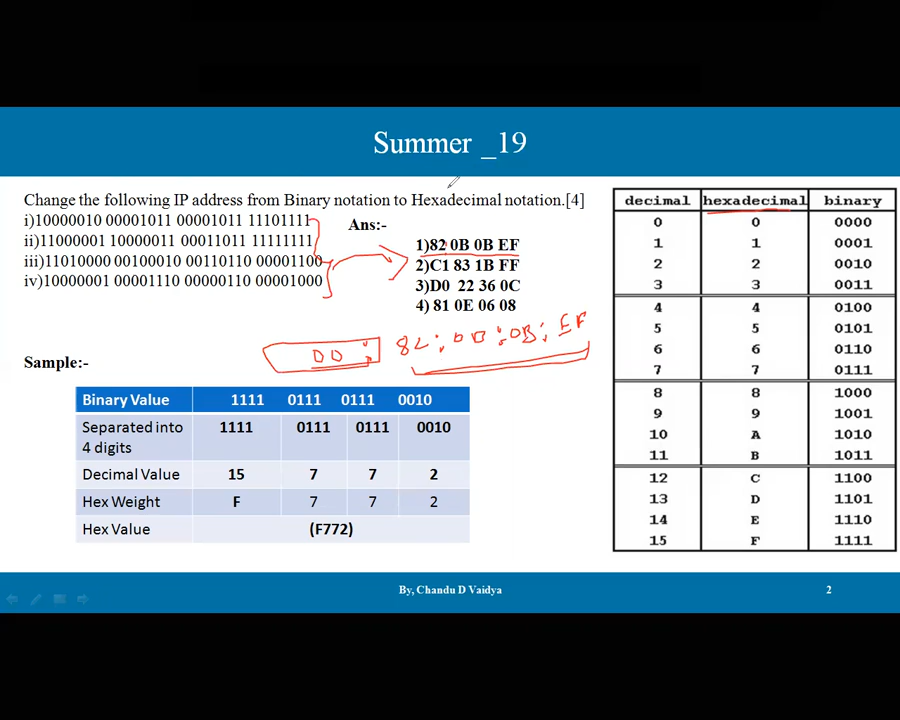 Summer _19
Change the following IP address from Binary notation to Hexadecimal notation.[4]
i)10000010 00001011 00001011 11101111
ii)11000001 10000011 00011011 11111111
iii)11010000 00100010 00110110 00001100
iv)10000001 00001110 00000110 00001000
Ans:-
1)82 0B 0B EF
2)C1 83 1B FF
3)D0 22 36 0C
4) 81 0E 06 08
00 : 82 : 0B : 0B : EF
Sample:-
Binary Value 1111 0111 0111 0010
Separated into 4 digits 1111 0111 0111 0010
Decimal Value 15 7 7 2
Hex Weight F 7 7 2
Hex Value (F772)
decimal hexadecimal binary
0 0 0000
1 1 0001
2 2 0010
3 3 0011
4 4 0100
5 5 0101
6 6 0110
7 7 0111
8 8 1000
9 9 1001
10 A 1010
11 B 1011
12 C 1100
13 D 1101
14 E 1110
15 F 1111
By, Chandu D Vaidya
2